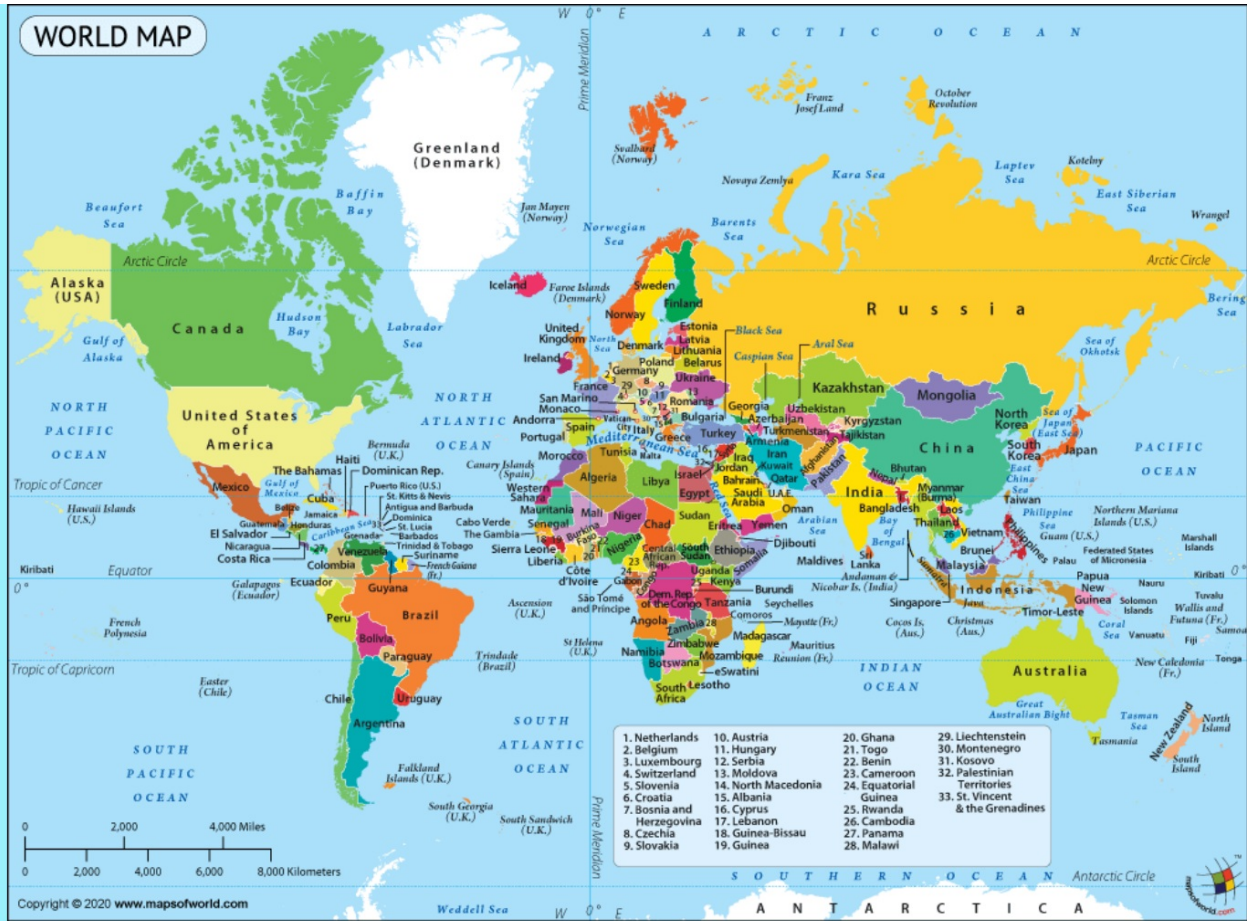 WORLD MAP
W 0° E
Prime Meridian
ARCTIC OCEAN
Greenland
(Denmark)
Svalbard
(Norway)
Franz
Josef Land
October
Revolution
Novaya Zemlya
Kara Sea
Laptev
Sea
Kotelny
East Siberian
Sea
Wrangel
Beaufort
Sea
Baffin
Bay
Jan Mayen
(Norway)
Norwegian
Sea
Barents
Sea
Arctic Circle
Arctic Circle
Alaska
(USA)
Canada
Hudson
Bay
Labrador
Sea
Gulf of
Alaska
Iceland
Faroe Islands
(Denmark)
Sweden
Norway
Finland
Russia
Bering
Sea
Sea of
Okhotsk
United
Kingdom
North
Sea
Ireland
Denmark
Estonia
Latvia
Lithuania
Belarus
Poland
Germany
Black Sea
Caspian Sea
Aral Sea
France
Ukraine
Romania
San Marino
Monaco
Andorra
Vatican
City
Italy
Bulgaria
Georgia
Azerbaijan
Armenia
Kazakhstan
Uzbekistan
Turkmenistan
Kyrgyzstan
Tajikistan
Mongolia
China
North
Korea
South
Korea
Sea of
Japan
(East Sea)
Japan
NORTH
PACIFIC
OCEAN
United States
of America
NORTH
ATLANTIC
OCEAN
PACIFIC
OCEAN
Portugal
Spain
Mediterranean Sea
Malta
Greece
Turkey
Morocco
Tunisia
Algeria
Libya
Egypt
Israel
Jordan
Iraq
Iran
Kuwait
Bahrain
Qatar
U.A.E.
Saudi
Arabia
Oman
Yemen
Red Sea
Afghanistan
Pakistan
Nepal
Bhutan
India
Bangladesh
Myanmar
(Burma)
Laos
Thailand
Vietnam
East
China
Sea
Taiwan
Philippine
Sea
Philippines
Northern Mariana
Islands (U.S.)
Guam (U.S.)
Tropic of Cancer
Hawaii Islands
(U.S.)
Mexico
Gulf of
Mexico
Bermuda
(U.K.)
The Bahamas
Haiti
Dominican Rep.
Cuba
Puerto Rico (U.S.)
St. Kitts & Nevis
Antigua and Barbuda
Dominica
St. Lucia
Barbados
Trinidad & Tobago
Jamaica
Belize
Guatemala
Honduras
El Salvador
Nicaragua
Costa Rica
Caribbean Sea
Grenada
33
27
Venezuela
Colombia
Guyana
Suriname
French Guiana
(Fr.)
Canary Islands
(Spain)
Western
Sahara
Mauritania
Mali
Niger
Chad
Sudan
Eritrea
Cabo Verde
The Gambia
Senegal
Burkina
Faso
Nigeria
Sierra Leone
Liberia
Côte
d'Ivoire
Central
African Rep.
South
Sudan
Ethiopia
Somalia
Djibouti
Arabian
Sea
Bay
of
Bengal
Maldives
Sri
Lanka
Andaman &
Nicobar Is. (India)
Brunei
Malaysia
Singapore
Sumatra
Java
Indonesia
Timor-Leste
Palau
Federated States
of Micronesia
Marshall
Islands
Papua
New
Guinea
Nauru
Kiribati
Solomon
Islands
Tuvalu
Wallis and
Futuna (Fr.)
Samoa
Vanuatu
Fiji
Tonga
New Caledonia
(Fr.)
Coral
Sea
Kiribati
0°
Equator
0°
Galapagos
(Ecuador)
Ecuador
Peru
Brazil
Bolivia
Paraguay
Chile
Argentina
Uruguay
French
Polynesia
Tropic of Capricorn
Easter
(Chile)
Trindade
(Brazil)
Ascension
(U.K.)
St Helena
(U.K.)
São Tomé
and Príncipe
Gabon
Congo
Dem. Rep.
of the Congo
Uganda
Kenya
Burundi
Tanzania
Seychelles
Comoros
Mayotte (Fr.)
Angola
Zambia
Zimbabwe
Mozambique
Madagascar
Mauritius
Reunion (Fr.)
Namibia
Botswana
eSwatini
Lesotho
South
Africa
Cocos Is.
(Aus.)
Christmas
(Aus.)
INDIAN
OCEAN
Australia
Great
Australian Bight
Tasman
Sea
Tasmania
New Zealand
North
Island
South
Island
SOUTH
PACIFIC
OCEAN
SOUTH
ATLANTIC
OCEAN
Falkland
Islands (U.K.)
South Georgia
(U.K.)
South Sandwich
(U.K.)
1. Netherlands
2. Belgium
3. Luxembourg
4. Switzerland
5. Slovenia
6. Croatia
7. Bosnia and
Herzegovina
8. Czechia
9. Slovakia
10. Austria
11. Hungary
12. Serbia
13. Moldova
14. North Macedonia
15. Albania
16. Cyprus
17. Lebanon
18. Guinea-Bissau
19. Guinea
20. Ghana
21. Togo
22. Benin
23. Cameroon
24. Equatorial
Guinea
25. Rwanda
26. Cambodia
27. Panama
28. Malawi
29. Liechtenstein
30. Montenegro
31. Kosovo
32. Palestinian
Territories
33. St. Vincent
& the Grenadines
0 2,000 4,000 Miles
0 2,000 4,000 6,000 8,000 Kilometers
Prime Meridian
SOUTHERN OCEAN
Antarctic Circle
Copyright © 2020 www.mapsofworld.com
Weddell Sea
W 0° E
ANTARCTICA
mapsofworld.com
TM